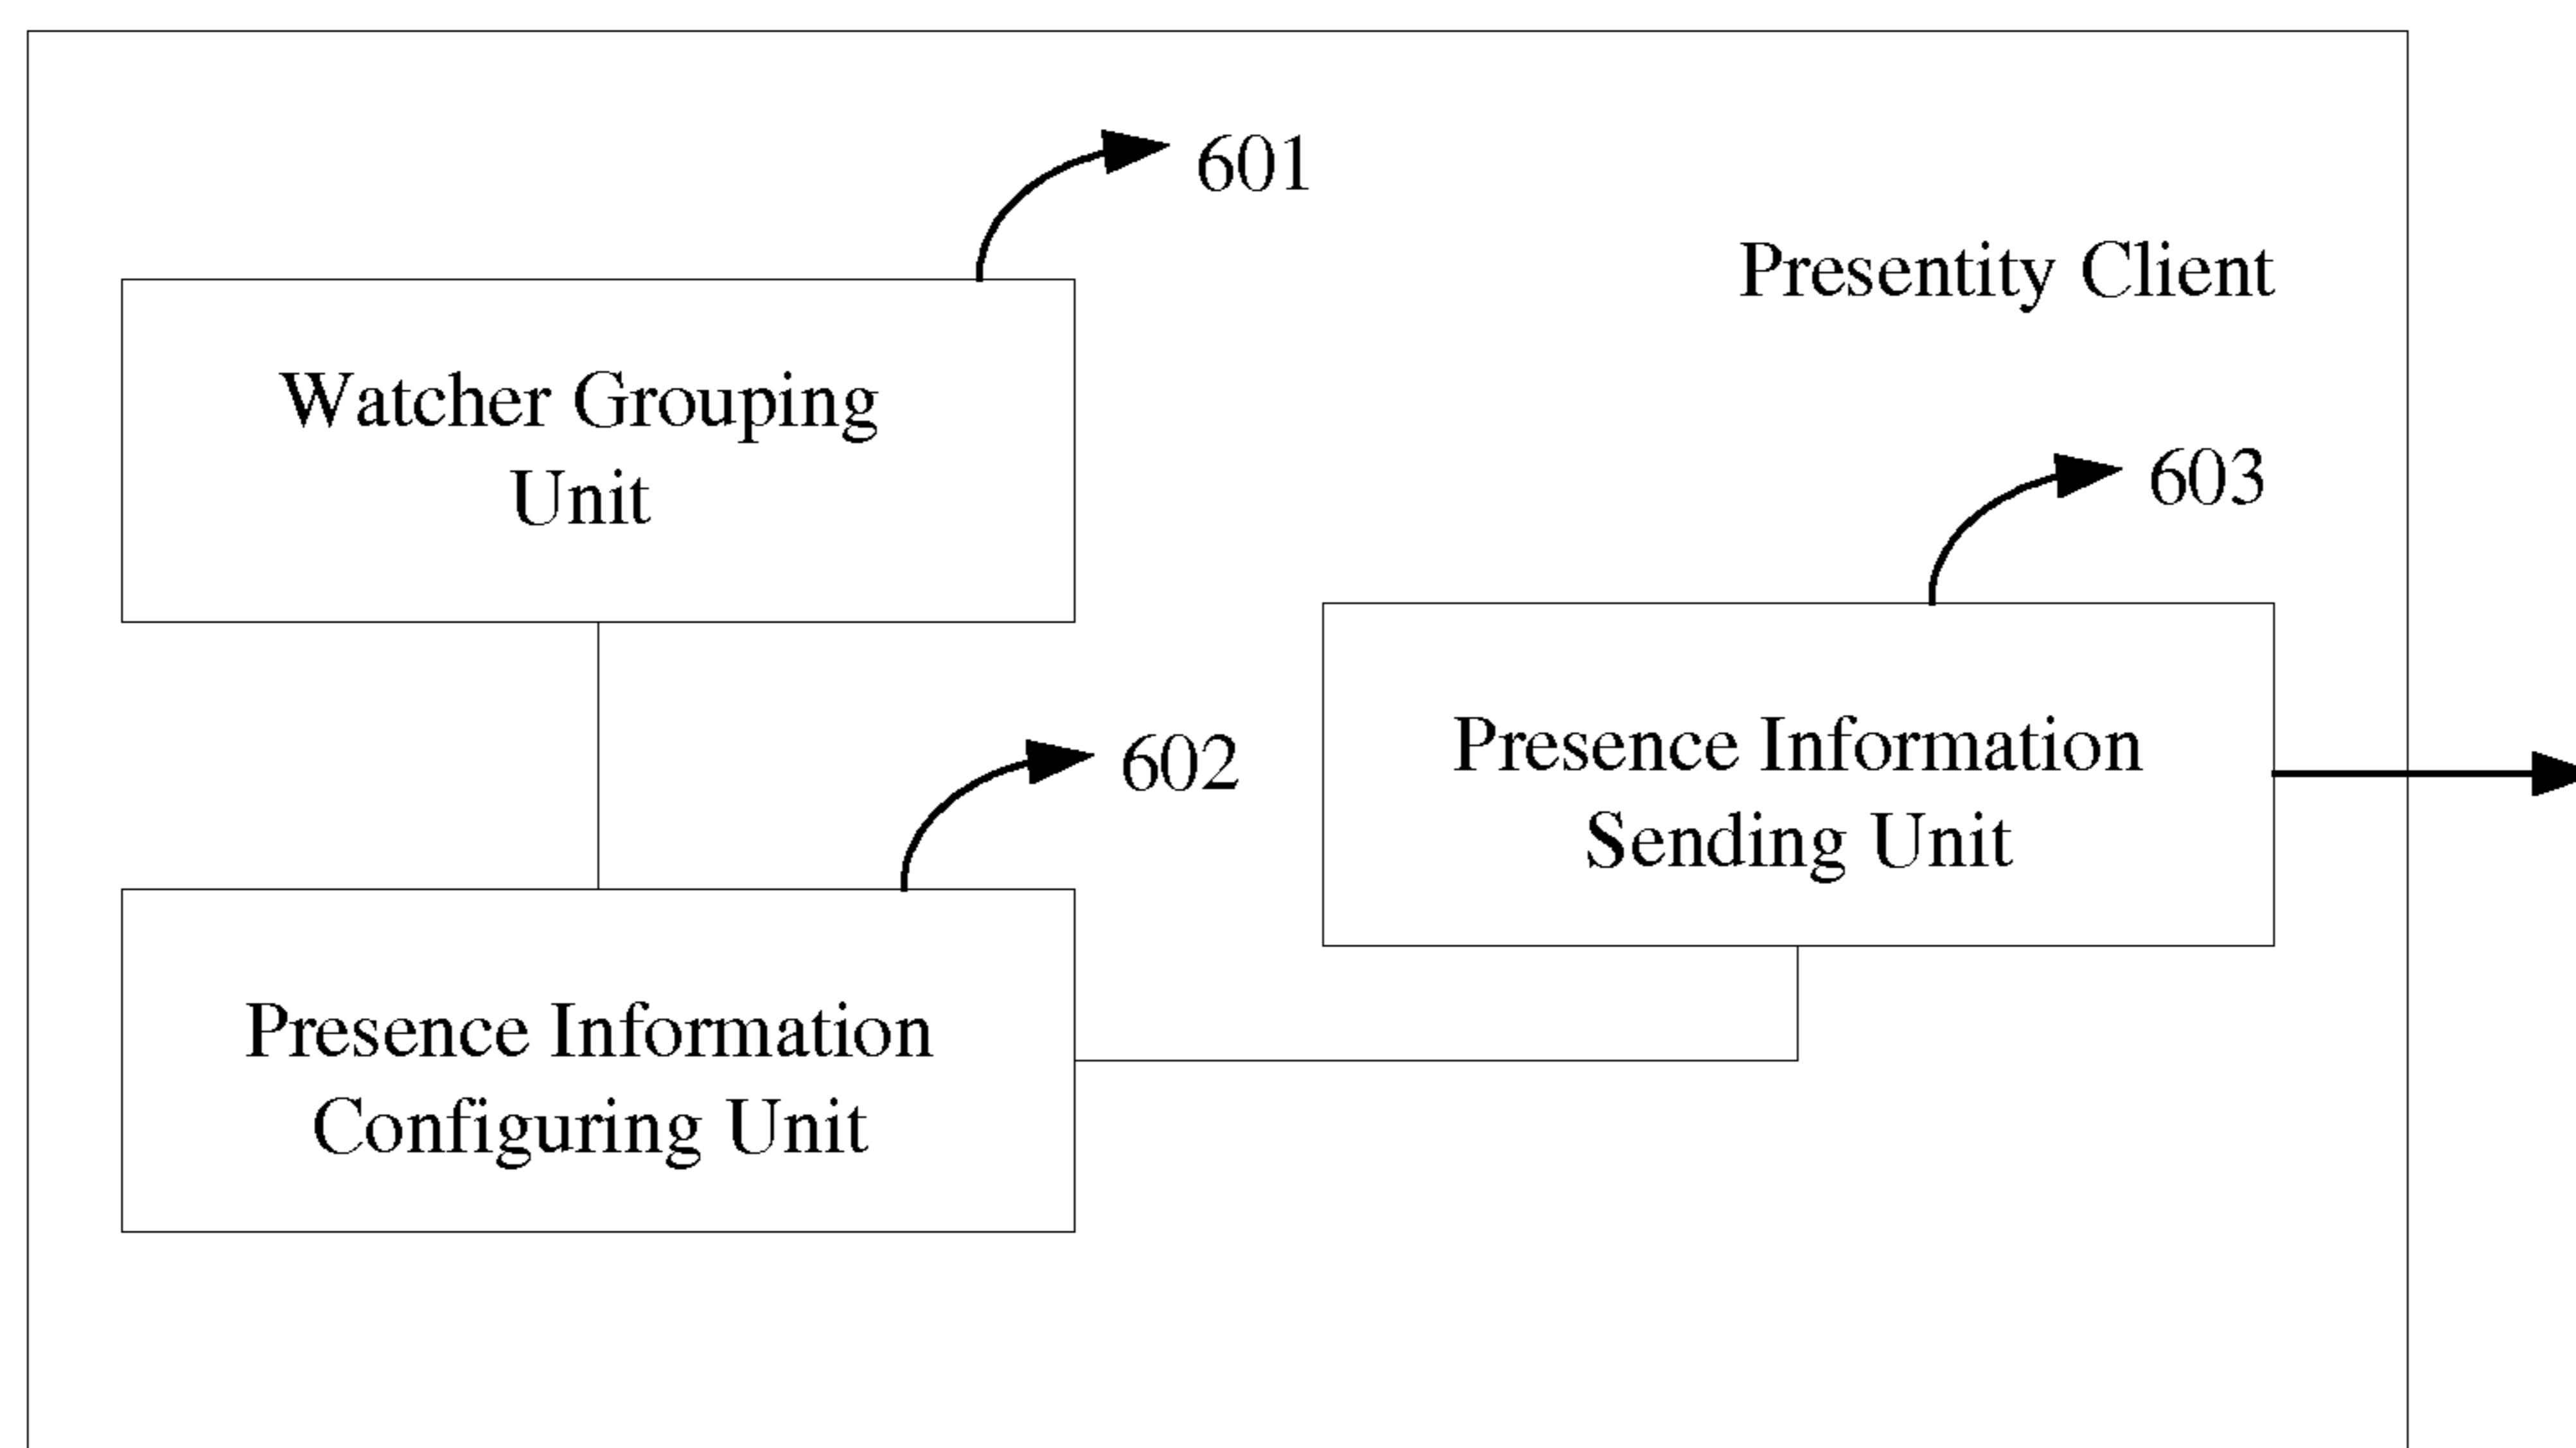 601
Presentity Client
Watcher Grouping
Unit
603
Presence Information
Sending Unit
602
Presence Information
Configuring Unit